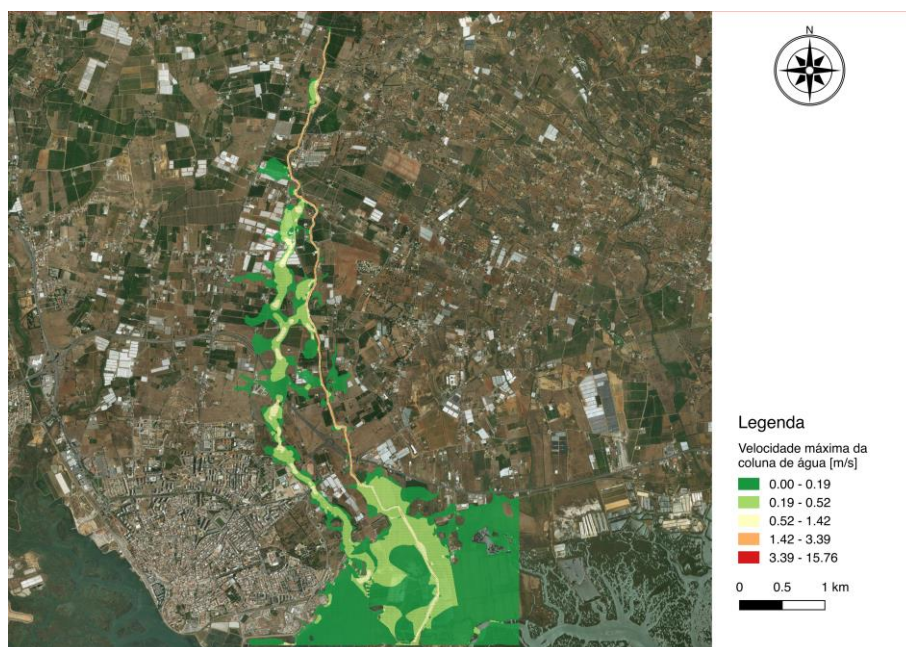 N
Legenda
Velocidade máxima da
coluna de água [m/s]
0.00 - 0.19
0.19 - 0.52
0.52 - 1.42
1.42 - 3.39
3.39 - 15.76
0 0.5 1 km